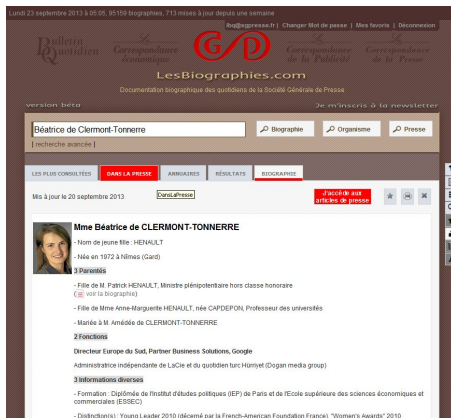 Lundi 23 septembre 2013 à 05:05, 95159 biographies, 713 mises à jour depuis une semaine
| Changer Mot de passe | Mes favoris | Déconnexion
Bulletin Quotidien
La Correspondance économique
G/P
La Correspondance de la Publicité
La Correspondance de la Presse
LesBiographies.com
Documentation biographique des quotidiens de la Société Générale de Presse
version bêta
Je m'inscris à la newsletter
Béatrice de Clermont-Tonnerre
Biographie
Organisme
Presse
[ recherche avancée ]
LES PLUS CONSULTÉES
DANS LA PRESSE
ANNUAIRES
RÉSULTATS
BIOGRAPHIE
Mis à jour le 20 septembre 2013
DansLaPresse
J'accède aux
articles de presse
Mme Béatrice de CLERMONT-TONNERRE
- Nom de jeune fille : HENAULT
- Née en 1972 à Nîmes (Gard)
3 Parentés
- Fille de M. Patrick HENAULT, Ministre plénipotentiaire hors classe honoraire
( voir la biographie)
- Fille de Mme Anne-Marguerite HENAULT, née CAPDEPON, Professeur des universités
- Mariée à M. Amédée de CLERMONT-TONNERRE
2 Fonctions
Directeur Europe du Sud, Partner Business Solutions, Google
Administratrice indépendante de LaCie et du quotidien turc Hürriyet (Dogan media group)
3 Informations diverses
- Formation : Diplômée de l'Institut d'études politiques (IEP) de Paris et de l'Ecole supérieure des sciences économiques et
commerciales (ESSEC)
- Distinction(s) : Young Leader 2010 (décerné par la French-American Foundation France), "Women's Awards" 2010